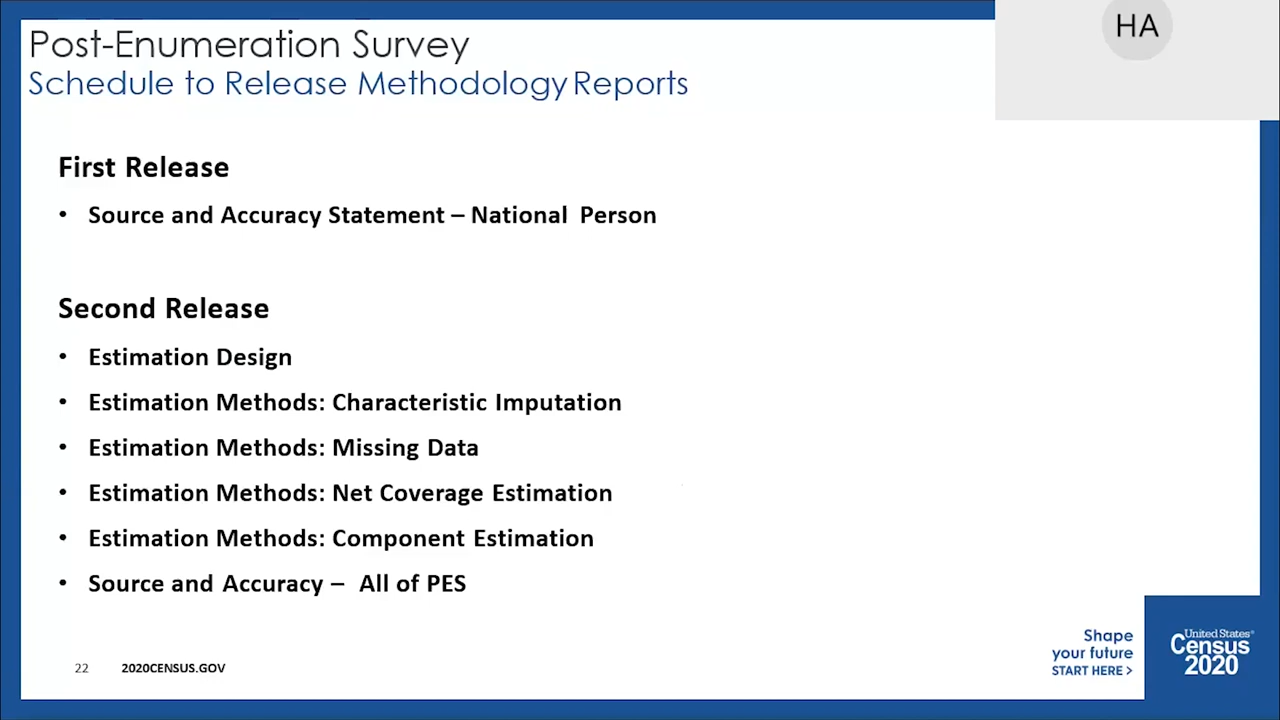 Post-Enumeration Survey
Schedule to Release Methodology Reports
HA
First Release
• Source and Accuracy Statement – National Person
Second Release
• Estimation Design
• Estimation Methods: Characteristic Imputation
• Estimation Methods: Missing Data
• Estimation Methods: Net Coverage Estimation
• Estimation Methods: Component Estimation
• Source and Accuracy – All of PES
22 2020CENSUS.GOV
Shape
your future
START HERE >
United States®
Census
2020